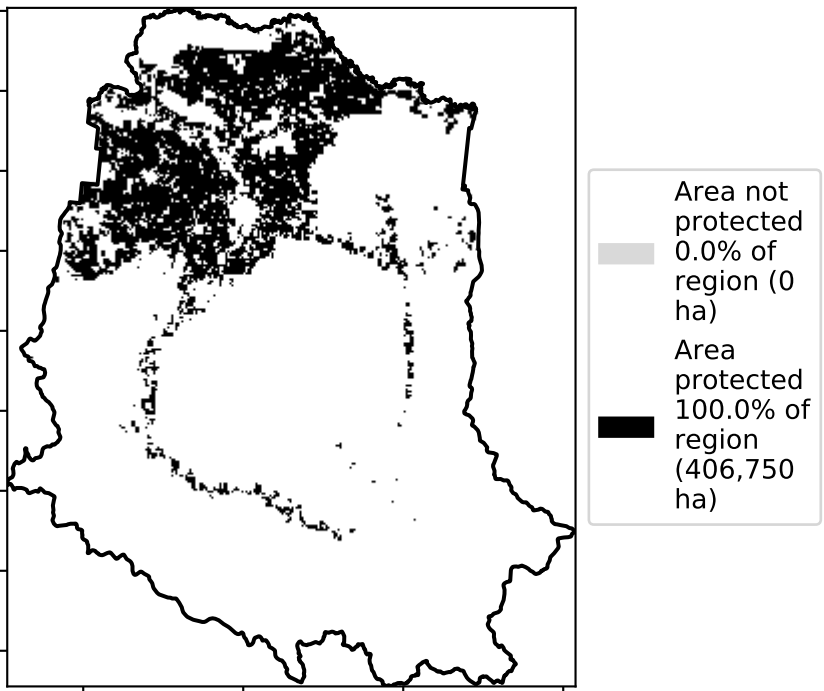 Area not
protected
0.0% of
region (0
ha)
Area
protected
100.0% of
region
(406,750
ha)